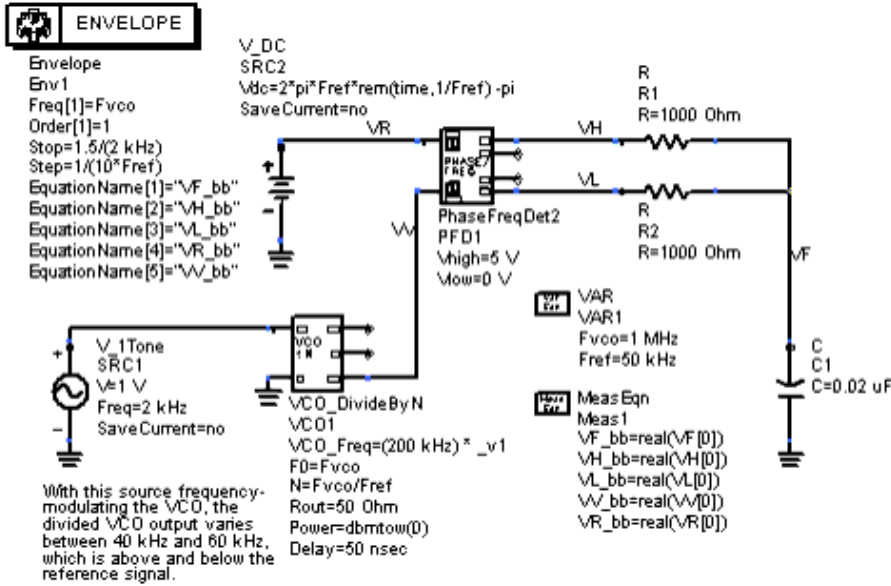 ENVELOPE
Envelope
Env1
Freq[1]=Fvco
Order[1]=1
Stop=1.5/(2 kHz)
Step=1/(10*Fref)
EquationName[1]="VF_bb"
EquationName[2]="VH_bb"
EquationName[3]="VL_bb"
EquationName[4]="VR_bb"
EquationName[5]="VV_bb"
V_DC
SRC2
Vdc=2*pi*Fref*rem(time,1/Fref) -pi
SaveCurrent=no
VR
VV
PHASE/
FREQ
PhaseFreqDet2
PFD1
Vhigh=5 V
Vlow=0 V
VH
VL
R
R1
R=1000 Ohm
R
R2
R=1000 Ohm
VF
C
C1
C=0.02 uF
Var
Eqn
VAR
VAR1
Fvco=1 MHz
Fref=50 kHz
Meas
Eqn
MeasEqn
Meas1
VF_bb=real(VF[0])
VH_bb=real(VH[0])
VL_bb=real(VL[0])
VV_bb=real(VV[0])
VR_bb=real(VR[0])
V_1Tone
SRC1
V=1 V
Freq=2 kHz
SaveCurrent=no
VCO
VCO_DivideByN
VCO1
VCO_Freq=(200 kHz) * _v1
F0=Fvco
N=Fvco/Fref
Rout=50 Ohm
Power=dbmtow(0)
Delay=50 nsec
With this source frequency-
modulating the VCO, the
divided VCO output varies
between 40 kHz and 60 kHz,
which is above and below the
reference signal.